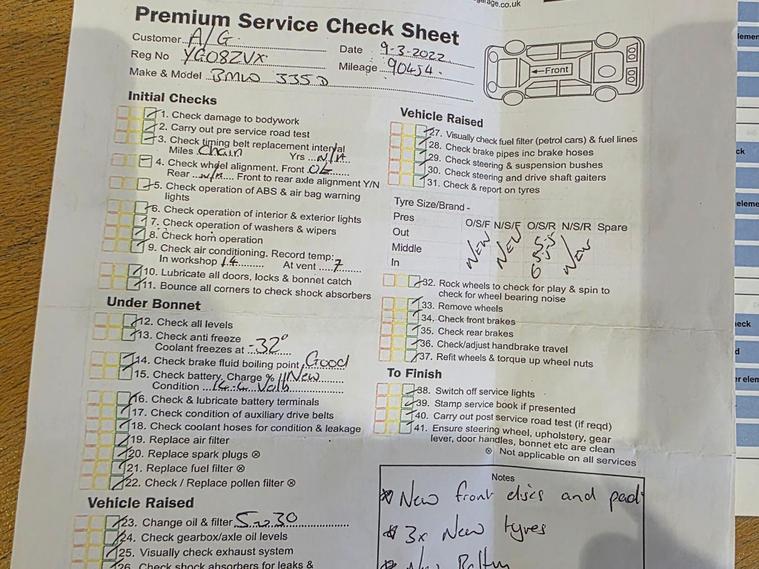 arage.co.uk
Premium Service Check Sheet
Customer A/G
Date 9-3-2022
Reg No YG08ZVX
Mileage 90454
Make & Model BMW 335D
←Front
Initial Checks
1. Check damage to bodywork
2. Carry out pre service road test
3. Check timing belt replacement interval
Miles Chain Yrs N/A
4. Check wheel alignment. Front OK
Rear N/A Front to rear axle alignment Y/N
5. Check operation of ABS & air bag warning
lights
6. Check operation of interior & exterior lights
7. Check operation of washers & wipers
8. Check horn operation
9. Check air conditioning. Record temp:
In workshop 14 At vent 7
10. Lubricate all doors, locks & bonnet catch
11. Bounce all corners to check shock absorbers
Under Bonnet
12. Check all levels
13. Check anti freeze
Coolant freezes at -32°
14. Check brake fluid boiling point Good
15. Check battery. Charge % New
Condition
16. Check & lubricate battery terminals
17. Check condition of auxiliary drive belts
18. Check coolant hoses for condition & leakage
19. Replace air filter
20. Replace spark plugs ⊗
21. Replace fuel filter ⊗
22. Check / Replace pollen filter ⊗
Vehicle Raised
23. Change oil & filter 5w30
24. Check gearbox/axle oil levels
25. Visually check exhaust system
26. Check shock absorbers for leaks &
Vehicle Raised
27. Visually check fuel filter (petrol cars) & fuel lines
28. Check brake pipes inc brake hoses
29. Check steering & suspension bushes
30. Check steering and drive shaft gaiters
31. Check & report on tyres
Tyre Size/Brand -
Pres O/S/F N/S/F O/S/R N/S/R Spare
Out 5.5
Middle New New 5.5 New
In 6
32. Rock wheels to check for play & spin to
check for wheel bearing noise
33. Remove wheels
34. Check front brakes
35. Check rear brakes
36. Check/adjust handbrake travel
37. Refit wheels & torque up wheel nuts
To Finish
38. Switch off service lights
39. Stamp service book if presented
40. Carry out post service road test (if reqd)
41. Ensure steering wheel, upholstery, gear
lever, door handles, bonnet etc are clean
⊗ Not applicable on all services
Notes
* New front discs and pad
* 3x New tyres
* New